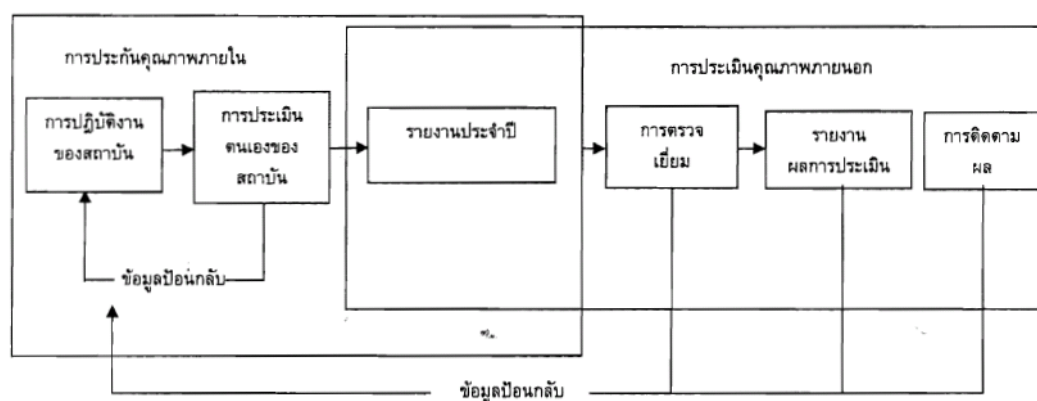 การประกันคุณภาพภายใน
การประเมินคุณภาพภายนอก
การปฏิบัติงาน
ของสถาบัน
การประเมิน
ตนเองของ
สถาบัน
รายงานประจำปี
การตรวจ
เยี่ยม
รายงาน
ผลการประเมิน
การติดตาม
ผล
ข้อมูลป้อนกลับ
ข้อมูลป้อนกลับ